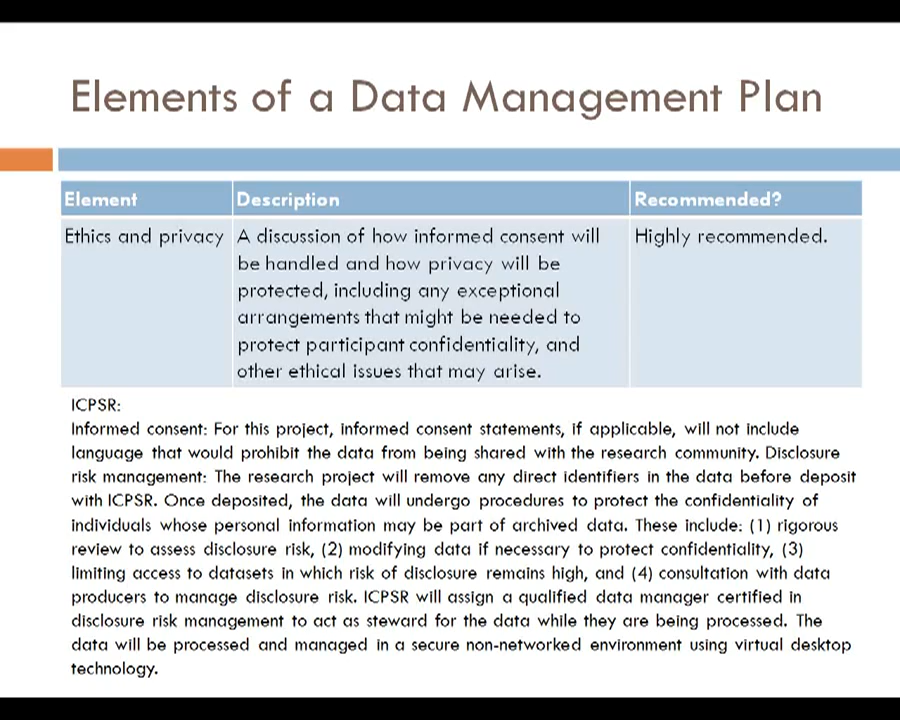 Elements of a Data Management Plan
Element Description Recommended?
Ethics and privacy A discussion of how informed consent will Highly recommended.
be handled and how privacy will be
protected, including any exceptional
arrangements that might be needed to
protect participant confidentiality, and
other ethical issues that may arise.
ICPSR:
Informed consent: For this project, informed consent statements, if applicable, will not include
language that would prohibit the data from being shared with the research community. Disclosure
risk management: The research project will remove any direct identifiers in the data before deposit
with ICPSR. Once deposited, the data will undergo procedures to protect the confidentiality of
individuals whose personal information may be part of archived data. These include: (1) rigorous
review to assess disclosure risk, (2) modifying data if necessary to protect confidentiality, (3)
limiting access to datasets in which risk of disclosure remains high, and (4) consultation with data
producers to manage disclosure risk. ICPSR will assign a qualified data manager certified in
disclosure risk management to act as steward for the data while they are being processed. The
data will be processed and managed in a secure non-networked environment using virtual desktop
technology.